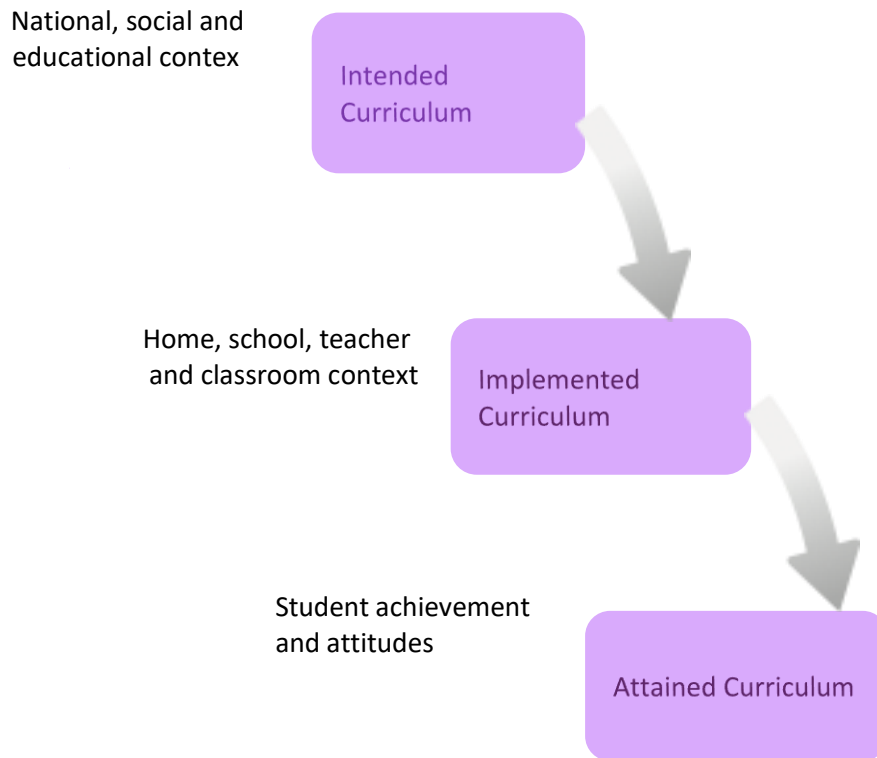 National, social and
educational contex
Intended
Curriculum
Home, school, teacher
and classroom context
Implemented
Curriculum
Student achievement
and attitudes
Attained Curriculum